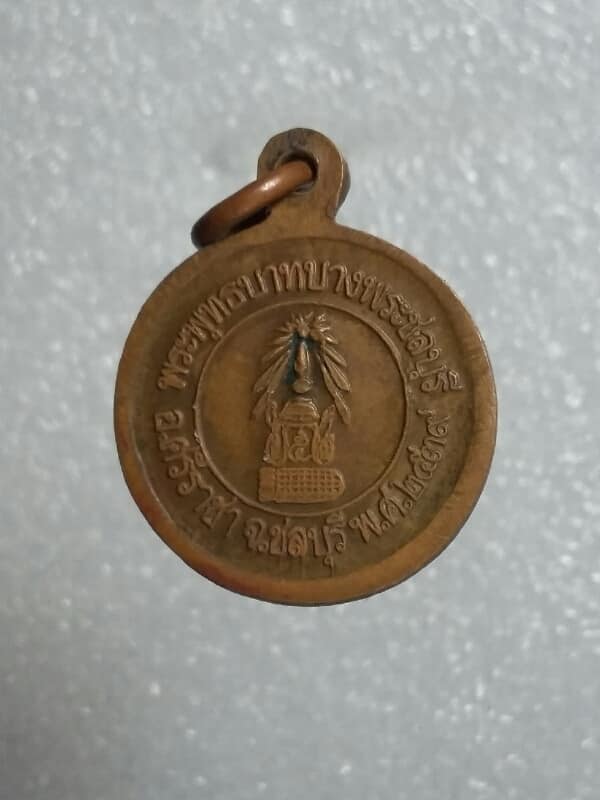 พระพุทธบาทบางพระชลบุรี
อ.ศรีราชา จ.ชลบุรี พ.ศ.๒๕๓๙